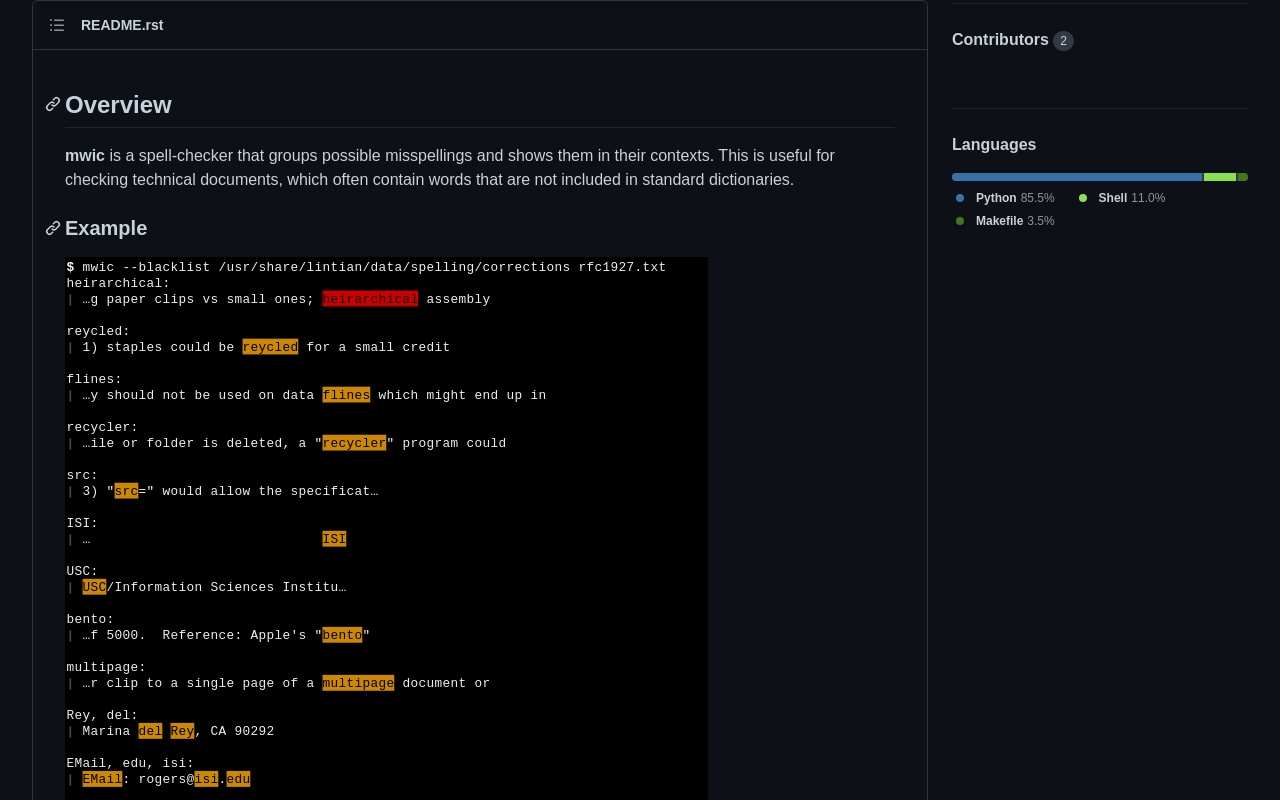 README.rst
Overview
mwic is a spell-checker that groups possible misspellings and shows them in their contexts. This is useful for
checking technical documents, which often contain words that are not included in standard dictionaries.
Example
$ mwic --blacklist /usr/share/lintian/data/spelling/corrections rfc1927.txt
heirarchical:
| …g paper clips vs small ones; heirarchical assembly
reycled:
| 1) staples could be reycled for a small credit
flines:
| …y should not be used on data flines which might end up in
recycler:
| …ile or folder is deleted, a "recycler" program could
src:
| 3) "src=" would allow the specificat…
ISI:
| … ISI
USC:
| USC/Information Sciences Institu…
bento:
| …f 5000.  Reference: Apple's "bento"
multipage:
| …r clip to a single page of a multipage document or
Rey, del:
| Marina del Rey, CA 90292
EMail, edu, isi:
| EMail: rogers@isi.edu
Contributors 2
Languages
Python 85.5% Shell 11.0%
Makefile 3.5%